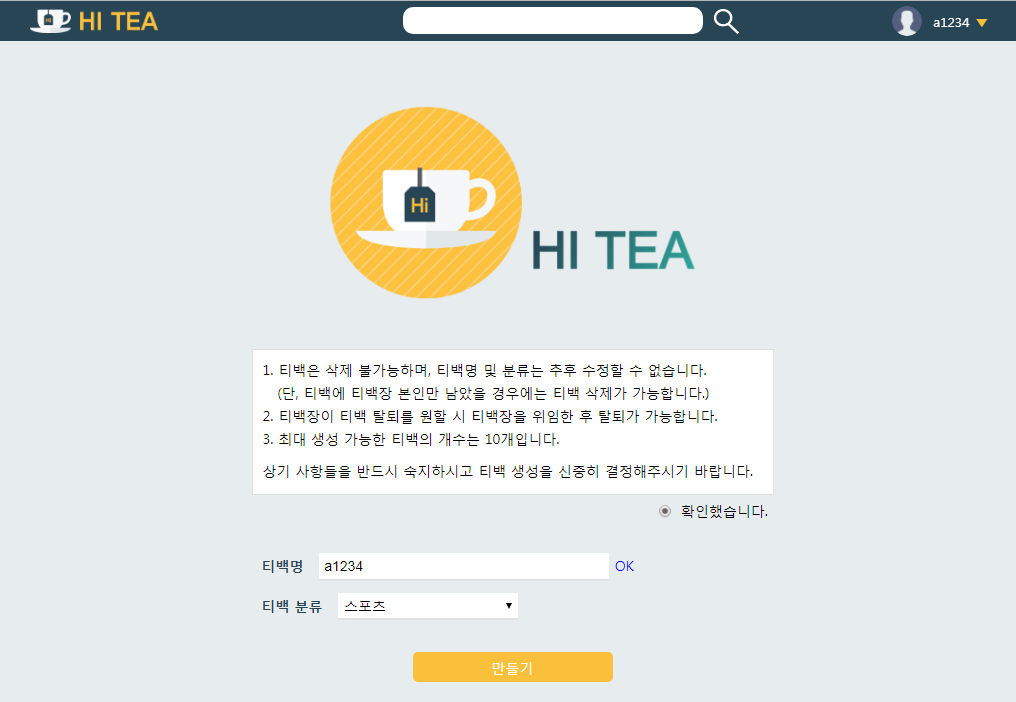 Hi HI TEA
a1234
Hi
HI TEA
1. 티백은 삭제 불가능하며, 티백명 및 분류는 추후 수정할 수 없습니다.
(단, 티백에 티백장 본인만 남았을 경우에는 티백 삭제가 가능합니다.)
2. 티백장이 티백 탈퇴를 원할 시 티백장을 위임한 후 탈퇴가 가능합니다.
3. 최대 생성 가능한 티백의 개수는 10개입니다.
상기 사항들을 반드시 숙지하시고 티백 생성을 신중히 결정해주시기 바랍니다.
확인했습니다.
티백명 a1234 OK
티백 분류 스포츠
만들기